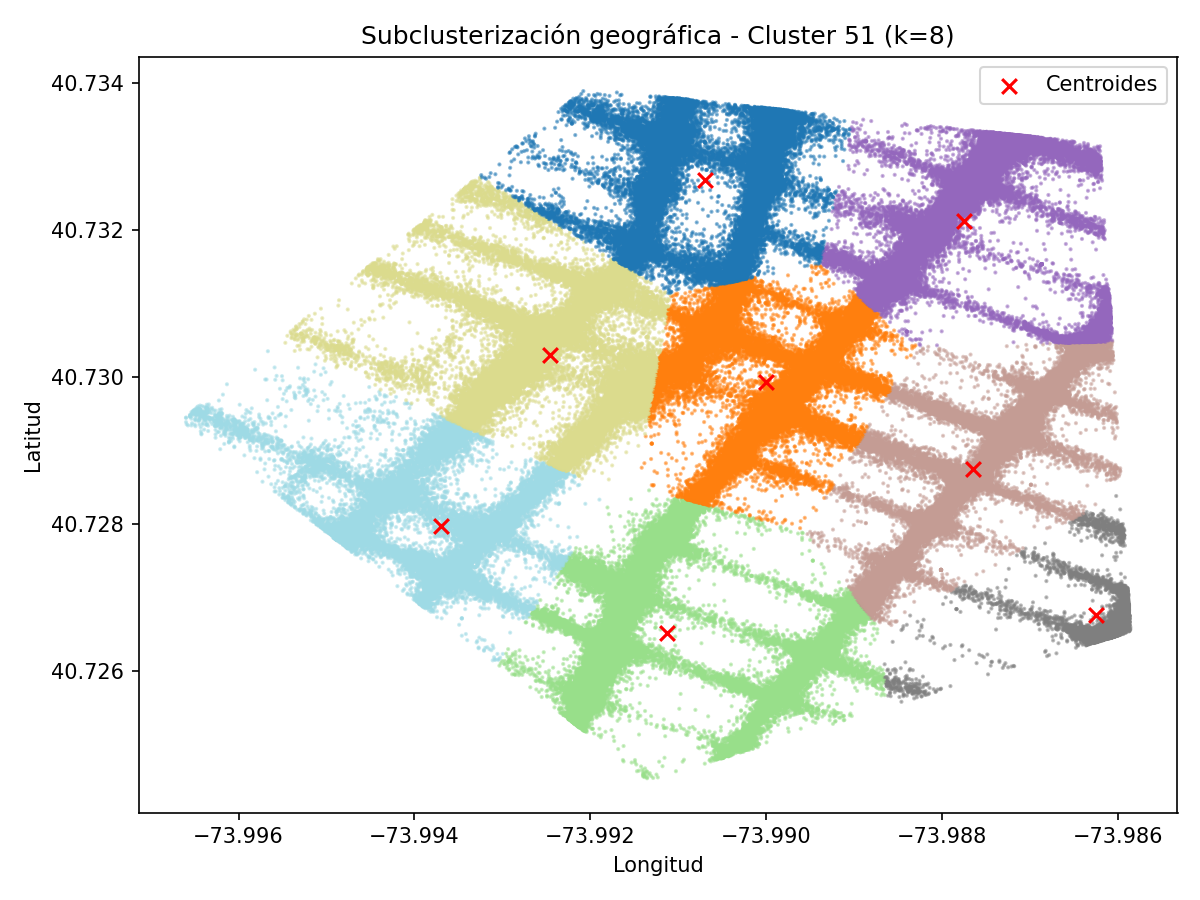 Subclusterización geográfica - Cluster 51 (k=8)
Centroides
40.734
40.732
40.730
40.728
40.726
Latitud
−73.996
−73.994
−73.992
−73.990
−73.988
−73.986
Longitud